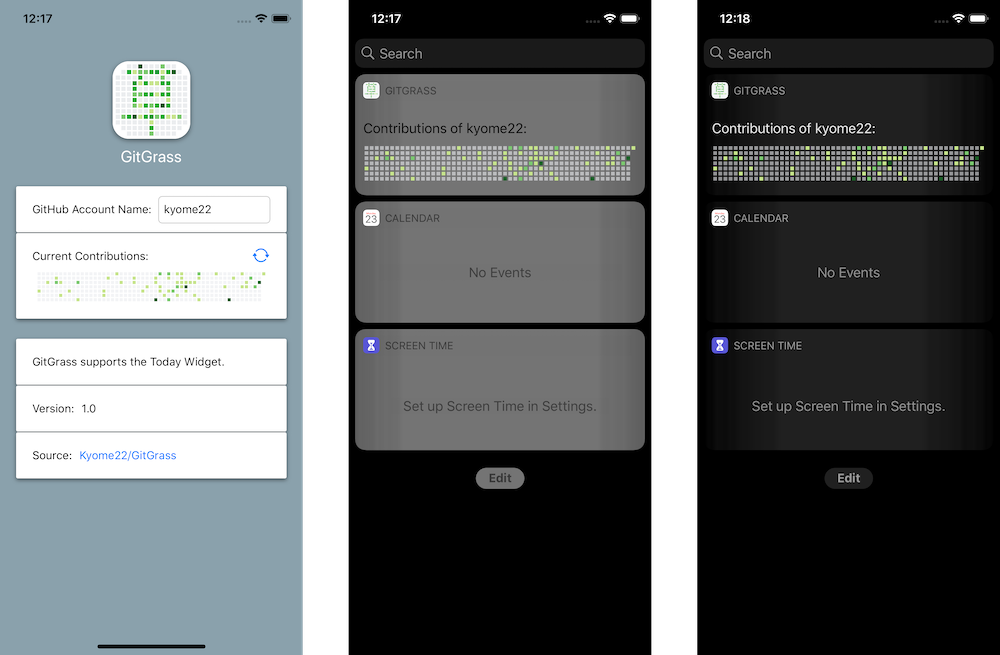 12:17
GitGrass
GitHub Account Name: kyome22
Current Contributions:
GitGrass supports the Today Widget.
Version: 1.0
Source: Kyome22/GitGrass
12:17
Search
GITGRASS
Contributions of kyome22:
23
CALENDAR
No Events
SCREEN TIME
Set up Screen Time in Settings.
Edit
12:18
Search
GITGRASS
Contributions of kyome22:
23
CALENDAR
No Events
SCREEN TIME
Set up Screen Time in Settings.
Edit